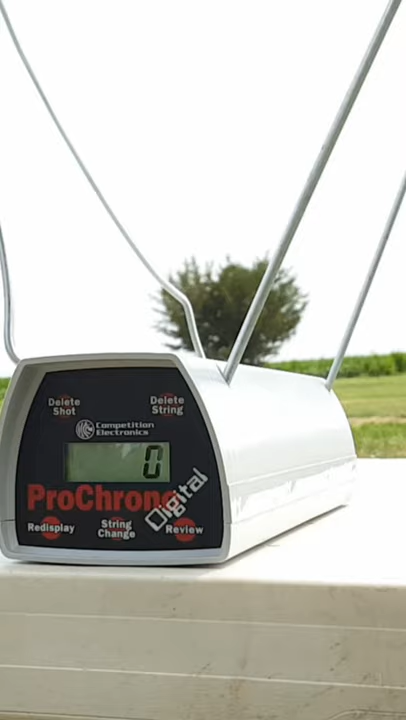 Delete
Shot
Delete
String
Competition
Electronics
0
ProChrono
Digital
Redisplay
String
Change
Review